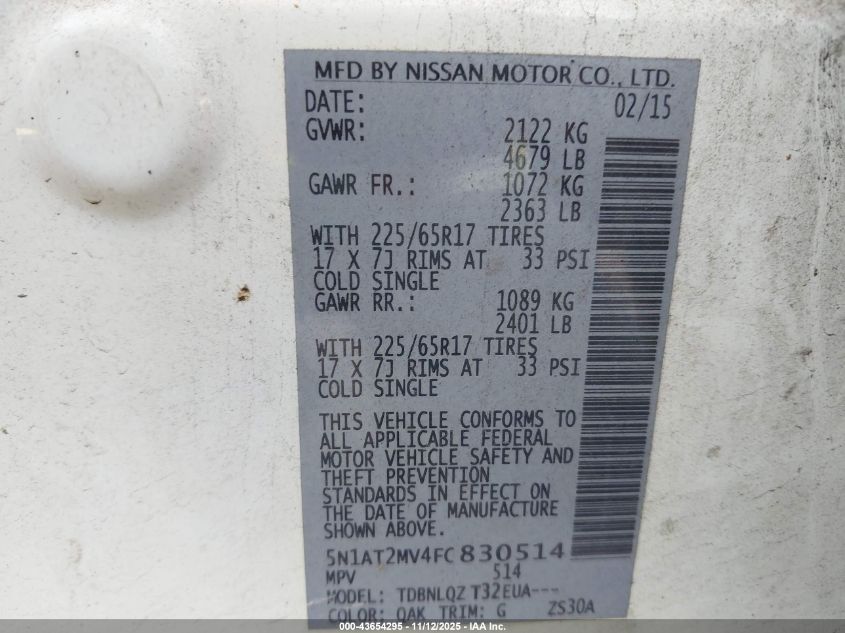 MFD BY NISSAN MOTOR CO., LTD.
DATE: 02/15
GVWR: 2122 KG
4679 LB
GAWR FR.: 1072 KG
2363 LB
WITH 225/65R17 TIRES
17 X 7J RIMS AT 33 PSI
COLD SINGLE
GAWR RR.: 1089 KG
2401 LB
WITH 225/65R17 TIRES
17 X 7J RIMS AT 33 PSI
COLD SINGLE
THIS VEHICLE CONFORMS TO
ALL APPLICABLE FEDERAL
MOTOR VEHICLE SAFETY AND
THEFT PREVENTION
STANDARDS IN EFFECT ON
THE DATE OF MANUFACTURE
SHOWN ABOVE.
5N1AT2MV4FC830514
MPV 514
MODEL: TDBNLQZ T32EUA---
COLOR: QAK TRIM: G ZS30A
000-43654295 - 11/12/2025 - IAA Inc.